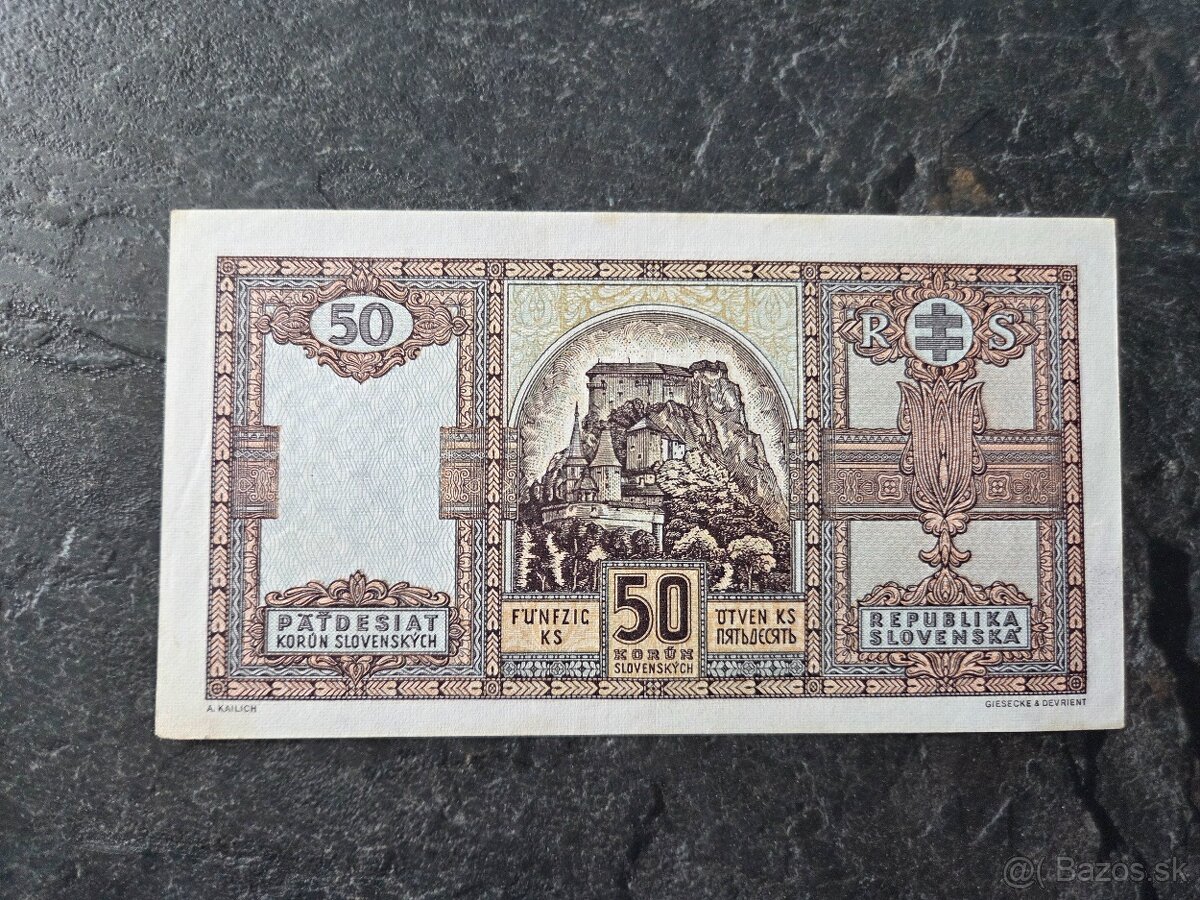 50
R S
PÄŤDESIAT
KORÚN SLOVENSKÝCH
FÜNFZIG
KS
50
KORÚN
SLOVENSKÝCH
ÖTVEN KS
ПЯТЬДЕСЯТЬ
REPUBLIKA
SLOVENSKÁ
A. KAILICH
GIESECKE & DEVRIENT
@( Bazos.sk